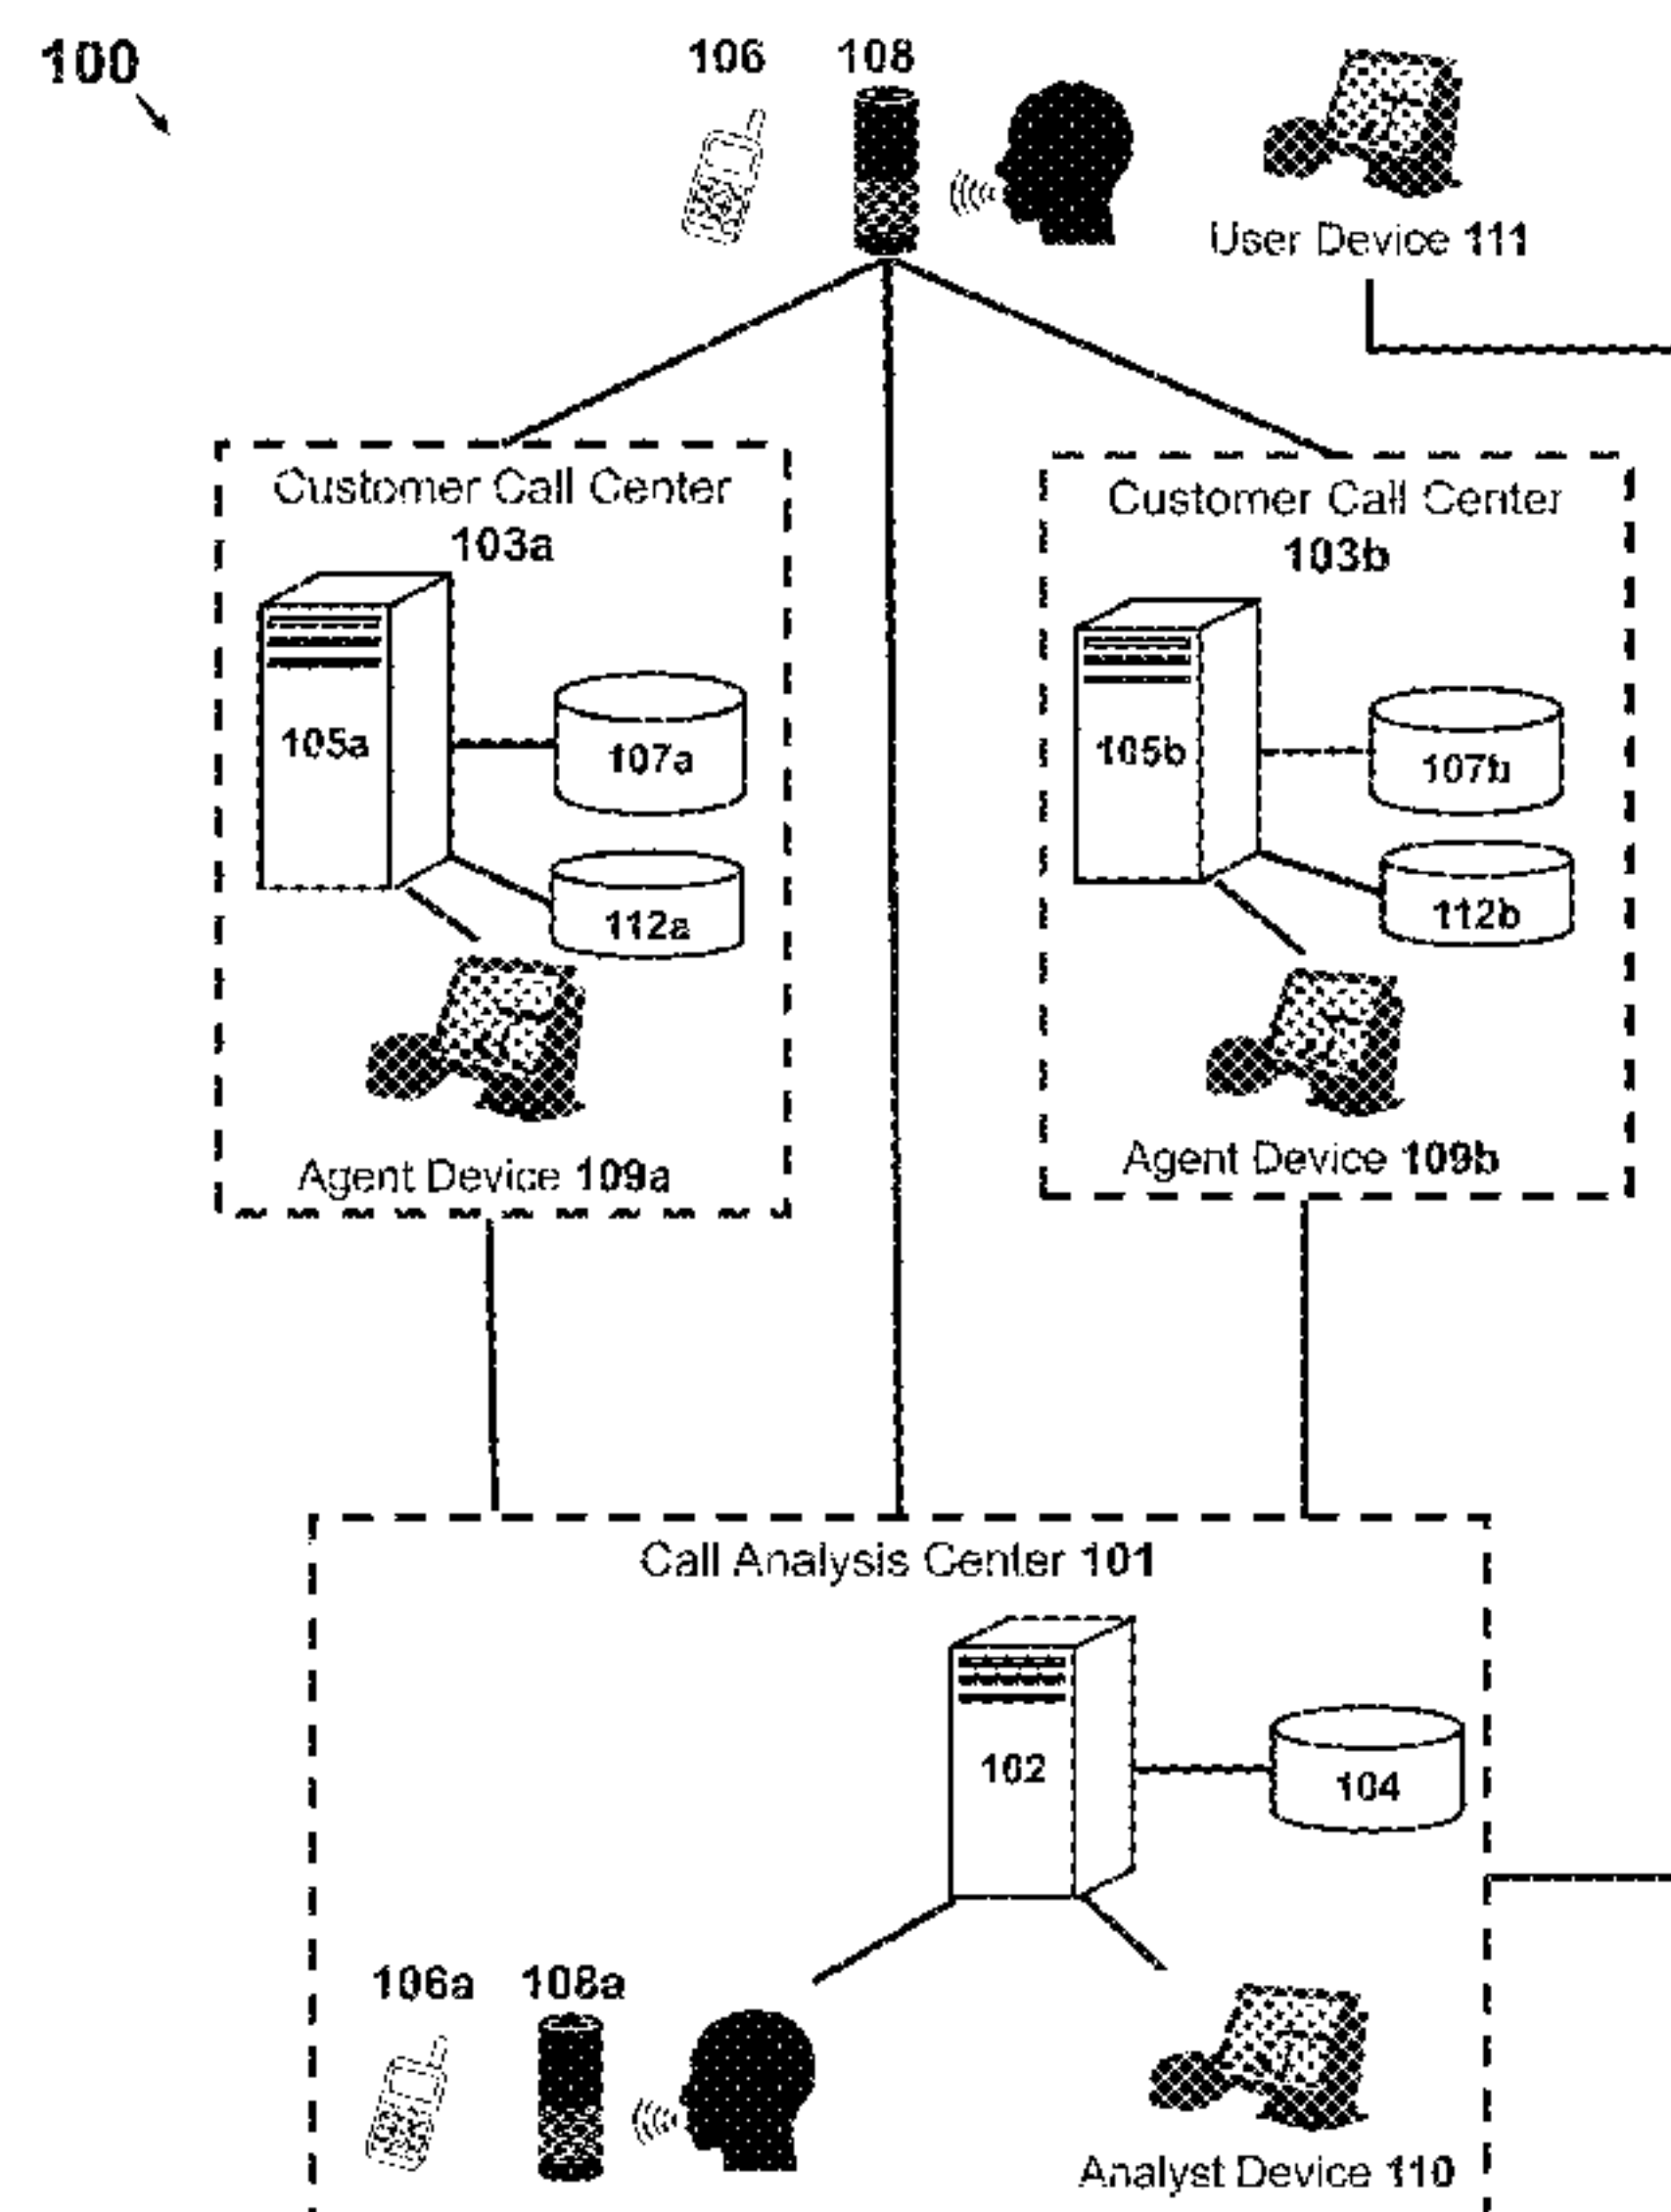 100
106
108
User Device 111
Customer Call Center
103a
Customer Call Center
103b
105a
107a
112a
Agent Device 109a
105b
107b
112b
Agent Device 109b
Call Analysis Center 101
102
104
106a
108a
Analyst Device 110